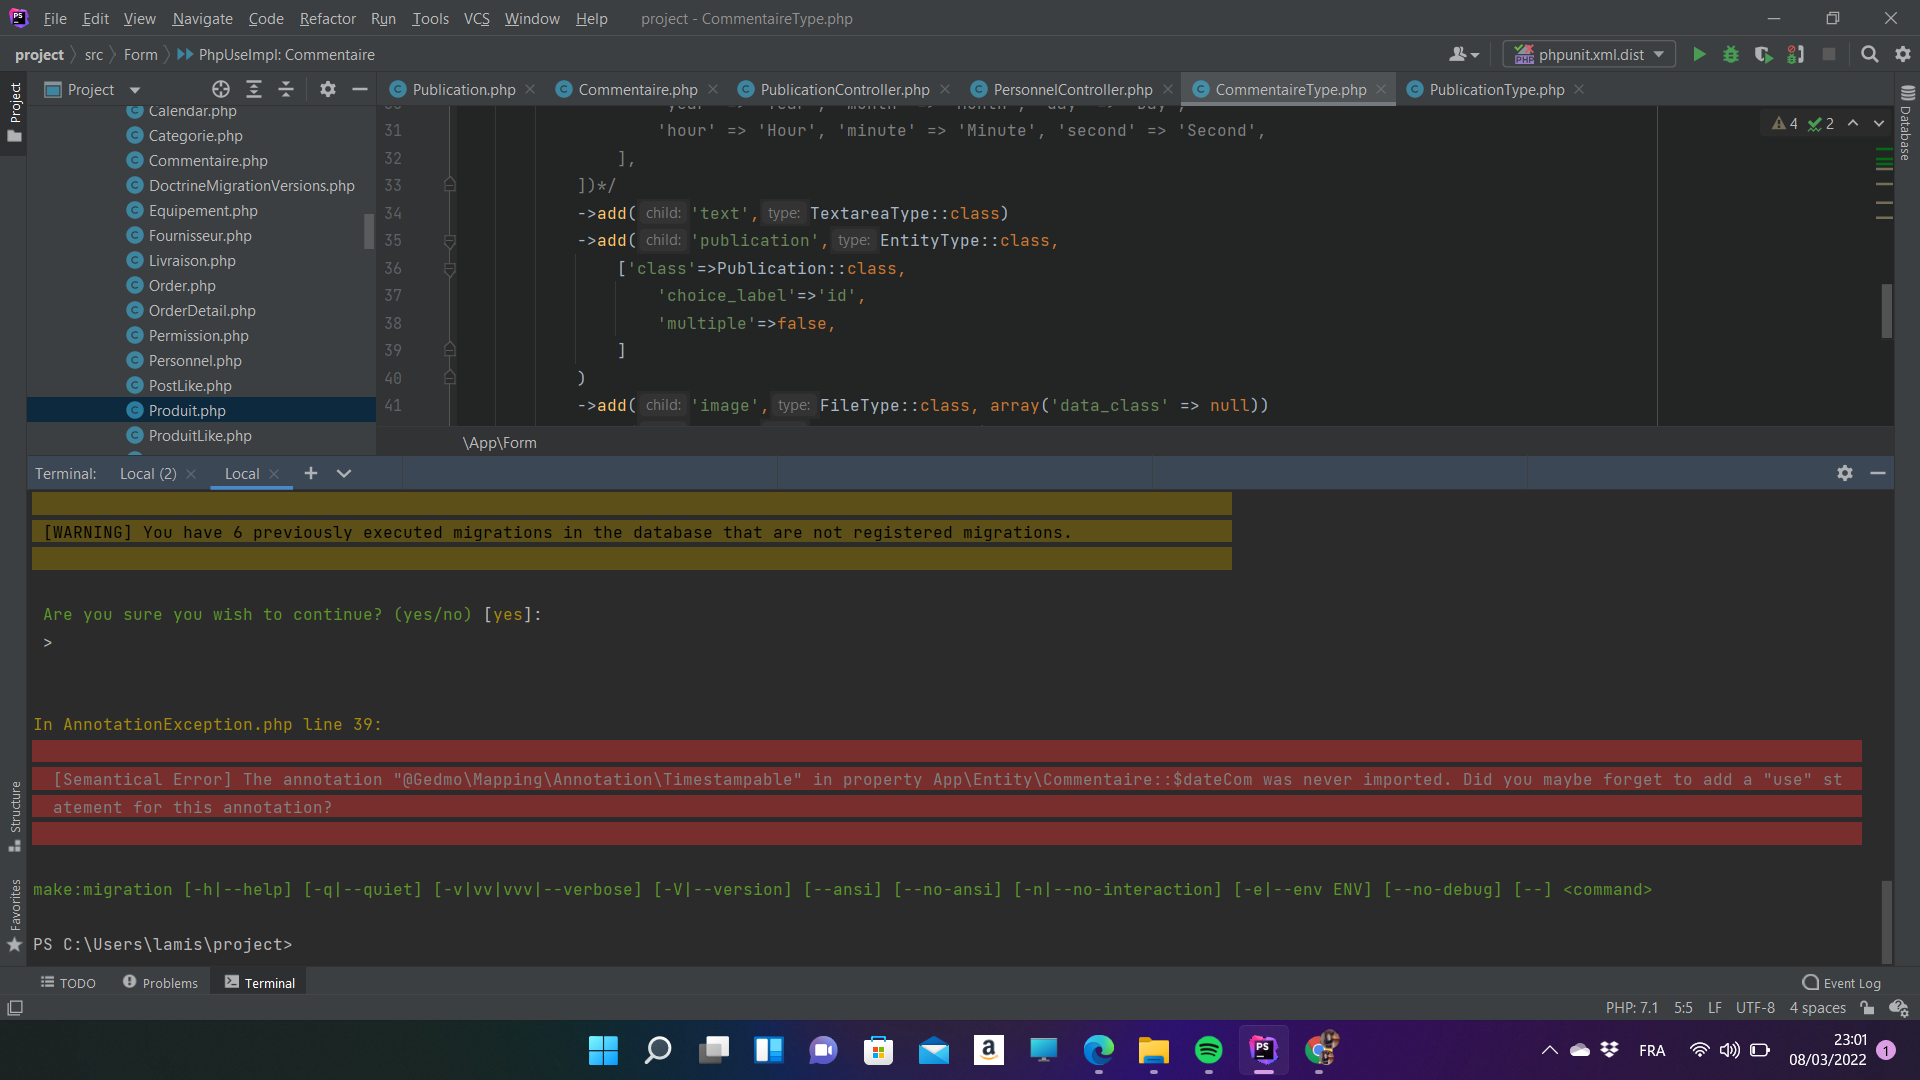 File Edit View Navigate Code Refactor Run Tools VCS Window Help project - CommentaireType.php
project src Form PhpUseImpl: Commentaire phpunit.xml.dist
Project
Publication.php Commentaire.php PublicationController.php PersonnelController.php CommentaireType.php PublicationType.php
Calendar.php
Categorie.php
Commentaire.php
DoctrineMigrationVersions.php
Equipement.php
Fournisseur.php
Livraison.php
Order.php
OrderDetail.php
Permission.php
Personnel.php
PostLike.php
Produit.php
ProduitLike.php
30 'year' => 'Year', 'month' => 'Month', 'day' => 'Day',
31 'hour' => 'Hour', 'minute' => 'Minute', 'second' => 'Second',
32 ],
33 ])*/
34 ->add( child: 'text', type: TextareaType::class)
35 ->add( child: 'publication', type: EntityType::class,
36 ['class'=>Publication::class,
37 'choice_label'=>'id',
38 'multiple'=>false,
39 ]
40 )
41 ->add( child: 'image', type: FileType::class, array('data_class' => null))
4 2
\App\Form
Project
Database
Structure
Favorites
Terminal: Local (2) Local
[WARNING] You have 6 previously executed migrations in the database that are not registered migrations.
Are you sure you wish to continue? (yes/no) [yes]:
>
In AnnotationException.php line 39:
[Semantical Error] The annotation "@Gedmo\Mapping\Annotation\Timestampable" in property App\Entity\Commentaire::$dateCom was never imported. Did you maybe forget to add a "use" st
atement for this annotation?
make:migration [-h|--help] [-q|--quiet] [-v|vv|vvv|--verbose] [-V|--version] [--ansi] [--no-ansi] [-n|--no-interaction] [-e|--env ENV] [--no-debug] [--] <command>
PS C:\Users\lamis\project>
TODO Problems Terminal Event Log
PHP: 7.1 5:5 LF UTF-8 4 spaces
FRA 23:01
08/03/2022 1